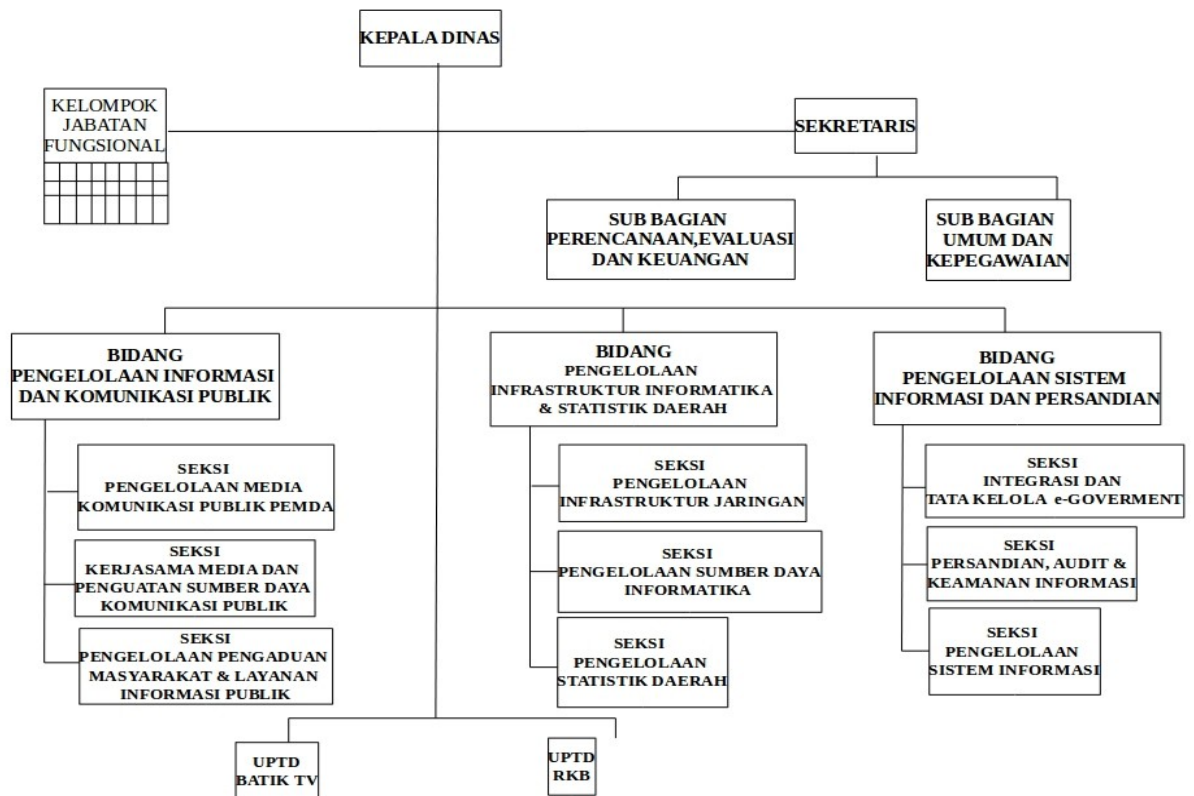 KEPALA DINAS
KELOMPOK
JABATAN
FUNGSIONAL
SEKRETARIS
SUB BAGIAN
PERENCANAAN,EVALUASI
DAN KEUANGAN
SUB BAGIAN
UMUM DAN
KEPEGAWAIAN
BIDANG
PENGELOLAAN INFORMASI
DAN KOMUNIKASI PUBLIK
BIDANG
PENGELOLAAN
INFRASTRUKTUR INFORMATIKA
& STATISTIK DAERAH
BIDANG
PENGELOLAAN SISTEM
INFORMASI DAN PERSANDIAN
SEKSI
PENGELOLAAN MEDIA
KOMUNIKASI PUBLIK PEMDA
SEKSI
KERJASAMA MEDIA DAN
PENGUATAN SUMBER DAYA
KOMUNIKASI PUBLIK
SEKSI
PENGELOLAAN PENGADUAN
MASYARAKAT & LAYANAN
INFORMASI PUBLIK
SEKSI
PENGELOLAAN
INFRASTRUKTUR JARINGAN
SEKSI
PENGELOLAAN SUMBER DAYA
INFORMATIKA
SEKSI
PENGELOLAAN
STATISTIK DAERAH
SEKSI
INTEGRASI DAN
TATA KELOLA e-GOVERMENT
SEKSI
PERSANDIAN, AUDIT &
KEAMANAN INFORMASI
SEKSI
PENGELOLAAN
SISTEM INFORMASI
UPTD
BATIK TV
UPTD
RKB